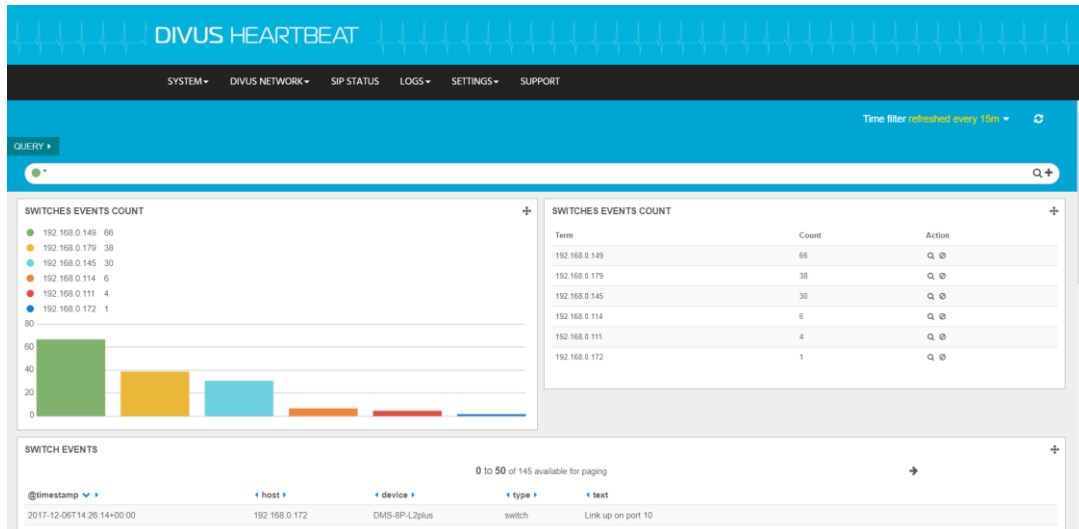 DIVUS HEARTBEAT
SYSTEM DIVUS NETWORK SIP STATUS LOGS SETTINGS SUPPORT
Time filter refreshed every 15m
QUERY
*
SWITCHES EVENTS COUNT
192.168.0.149 66
192.168.0.179 38
192.168.0.145 30
192.168.0.114 6
192.168.0.111 4
192.168.0.172 1
80
60
40
20
0
SWITCHES EVENTS COUNT
Term Count Action
192.168.0.149 66
192.168.0.179 38
192.168.0.145 30
192.168.0.114 6
192.168.0.111 4
192.168.0.172 1
SWITCH EVENTS
0 to 50 of 145 available for paging
@timestamp host device type text
2017-12-06T14:26:14+00:00 192.168.0.172 DMS-8P-L2plus switch Link up on port 10